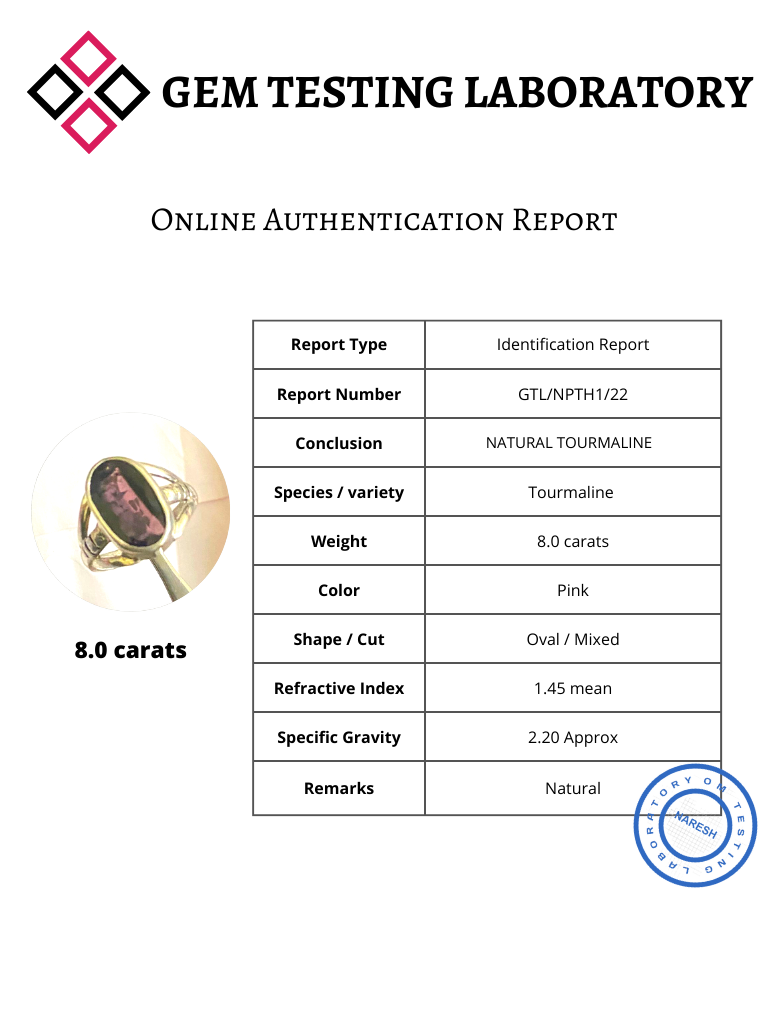 GEM TESTING LABORATORY
Online Authentication Report
Report Type Identification Report
Report Number GTL/NPTH1/22
Conclusion NATURAL TOURMALINE
Species / variety Tourmaline
Weight 8.0 carats
Color Pink
Shape / Cut Oval / Mixed
Refractive Index 1.45 mean
Specific Gravity 2.20 Approx
Remarks Natural
8.0 carats
OM TESTING LABORATORY
NARESH